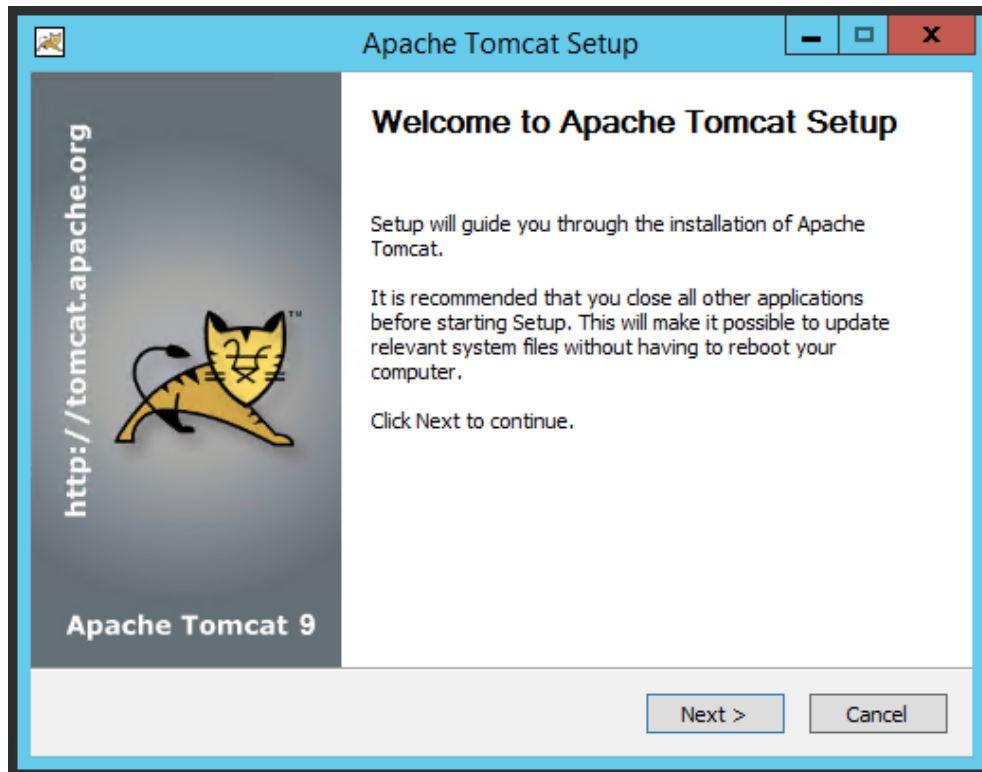 Apache Tomcat Setup
http://tomcat.apache.org
TM
Apache Tomcat 9
Welcome to Apache Tomcat Setup
Setup will guide you through the installation of Apache
Tomcat.
It is recommended that you close all other applications
before starting Setup. This will make it possible to update
relevant system files without having to reboot your
computer.
Click Next to continue.
Next >
Cancel